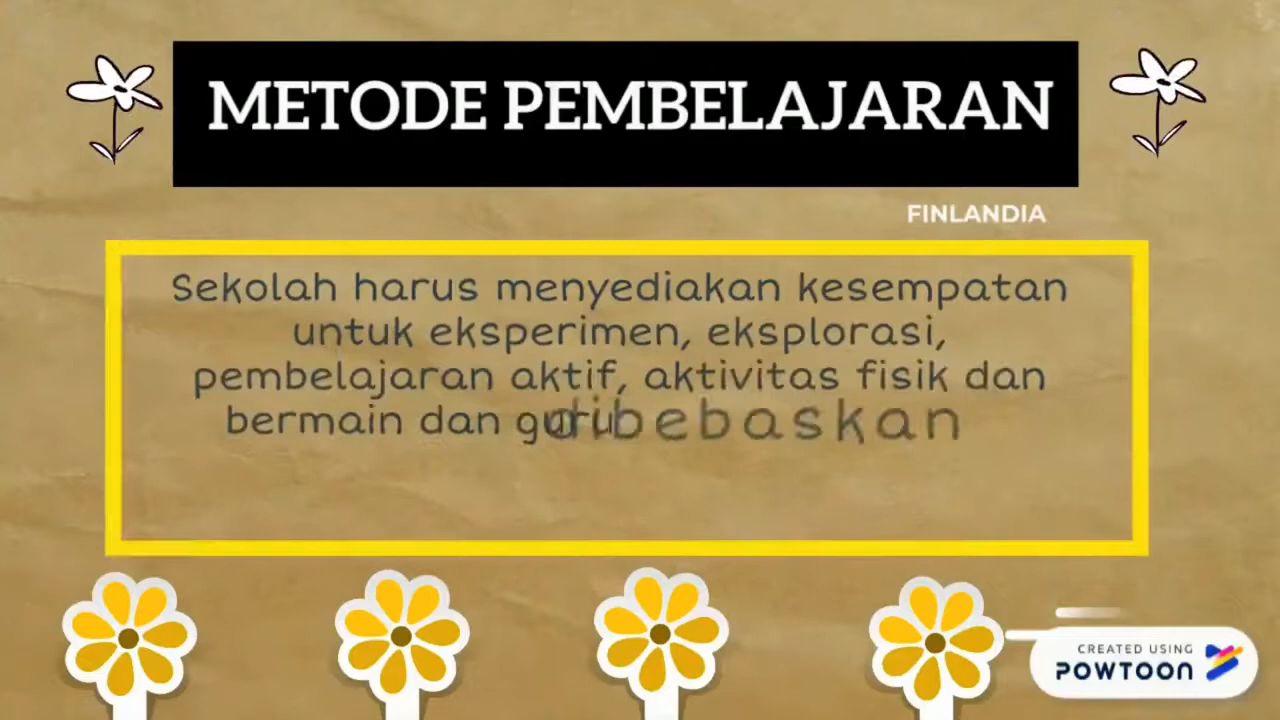 METODE PEMBELAJARAN
FINLANDIA
Sekolah harus menyediakan kesempatan
untuk eksperimen, eksplorasi,
pembelajaran aktif, aktivitas fisik dan
bermain dan guru dibebaskan
CREATED USING
POWTOON